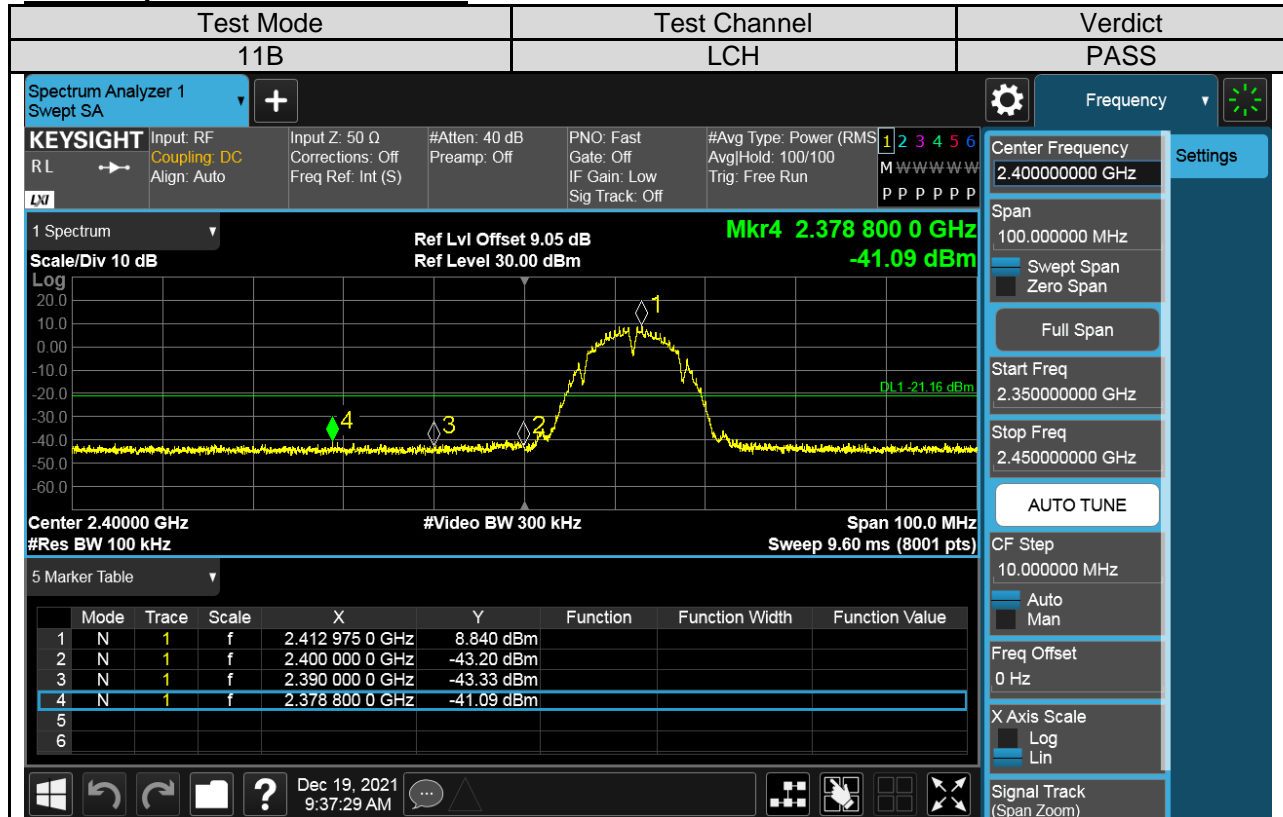 Test Mode Test Channel Verdict
11B LCH PASS
Spectrum Analyzer 1
Swept SA
+
Frequency
KEYSIGHT Input: RF Input Z: 50 Ω #Atten: 40 dB PNO: Fast #Avg Type: Power (RMS 1 2 3 4 5 6
RL Coupling: DC Corrections: Off Preamp: Off Gate: Off Avg|Hold: 100/100 M W W W W W
Align: Auto Freq Ref: Int (S) IF Gain: Low Trig: Free Run
LXI Sig Track: Off P P P P P P
1 Spectrum Ref Lvl Offset 9.05 dB Mkr4 2.378 800 0 GHz
Scale/Div 10 dB Ref Level 30.00 dBm -41.09 dBm
Log
20.0
10.0
0.00
-10.0
-20.0
-30.0
-40.0
-50.0
-60.0
1
DL1 -21.16 dBm
4 3 2
Center 2.40000 GHz #Video BW 300 kHz Span 100.0 MHz
#Res BW 100 kHz Sweep 9.60 ms (8001 pts)
5 Marker Table
Mode Trace Scale X Y Function Function Width Function Value
1 N 1 f 2.412 975 0 GHz 8.840 dBm
2 N 1 f 2.400 000 0 GHz -43.20 dBm
3 N 1 f 2.390 000 0 GHz -43.33 dBm
4 N 1 f 2.378 800 0 GHz -41.09 dBm
5
6
? Dec 19, 2021
9:37:29 AM
Center Frequency
2.400000000 GHz
Settings
Span
100.000000 MHz
Swept Span
Zero Span
Full Span
Start Freq
2.350000000 GHz
Stop Freq
2.450000000 GHz
AUTO TUNE
CF Step
10.000000 MHz
Auto
Man
Freq Offset
0 Hz
X Axis Scale
Log
Lin
Signal Track
(Span Zoom)